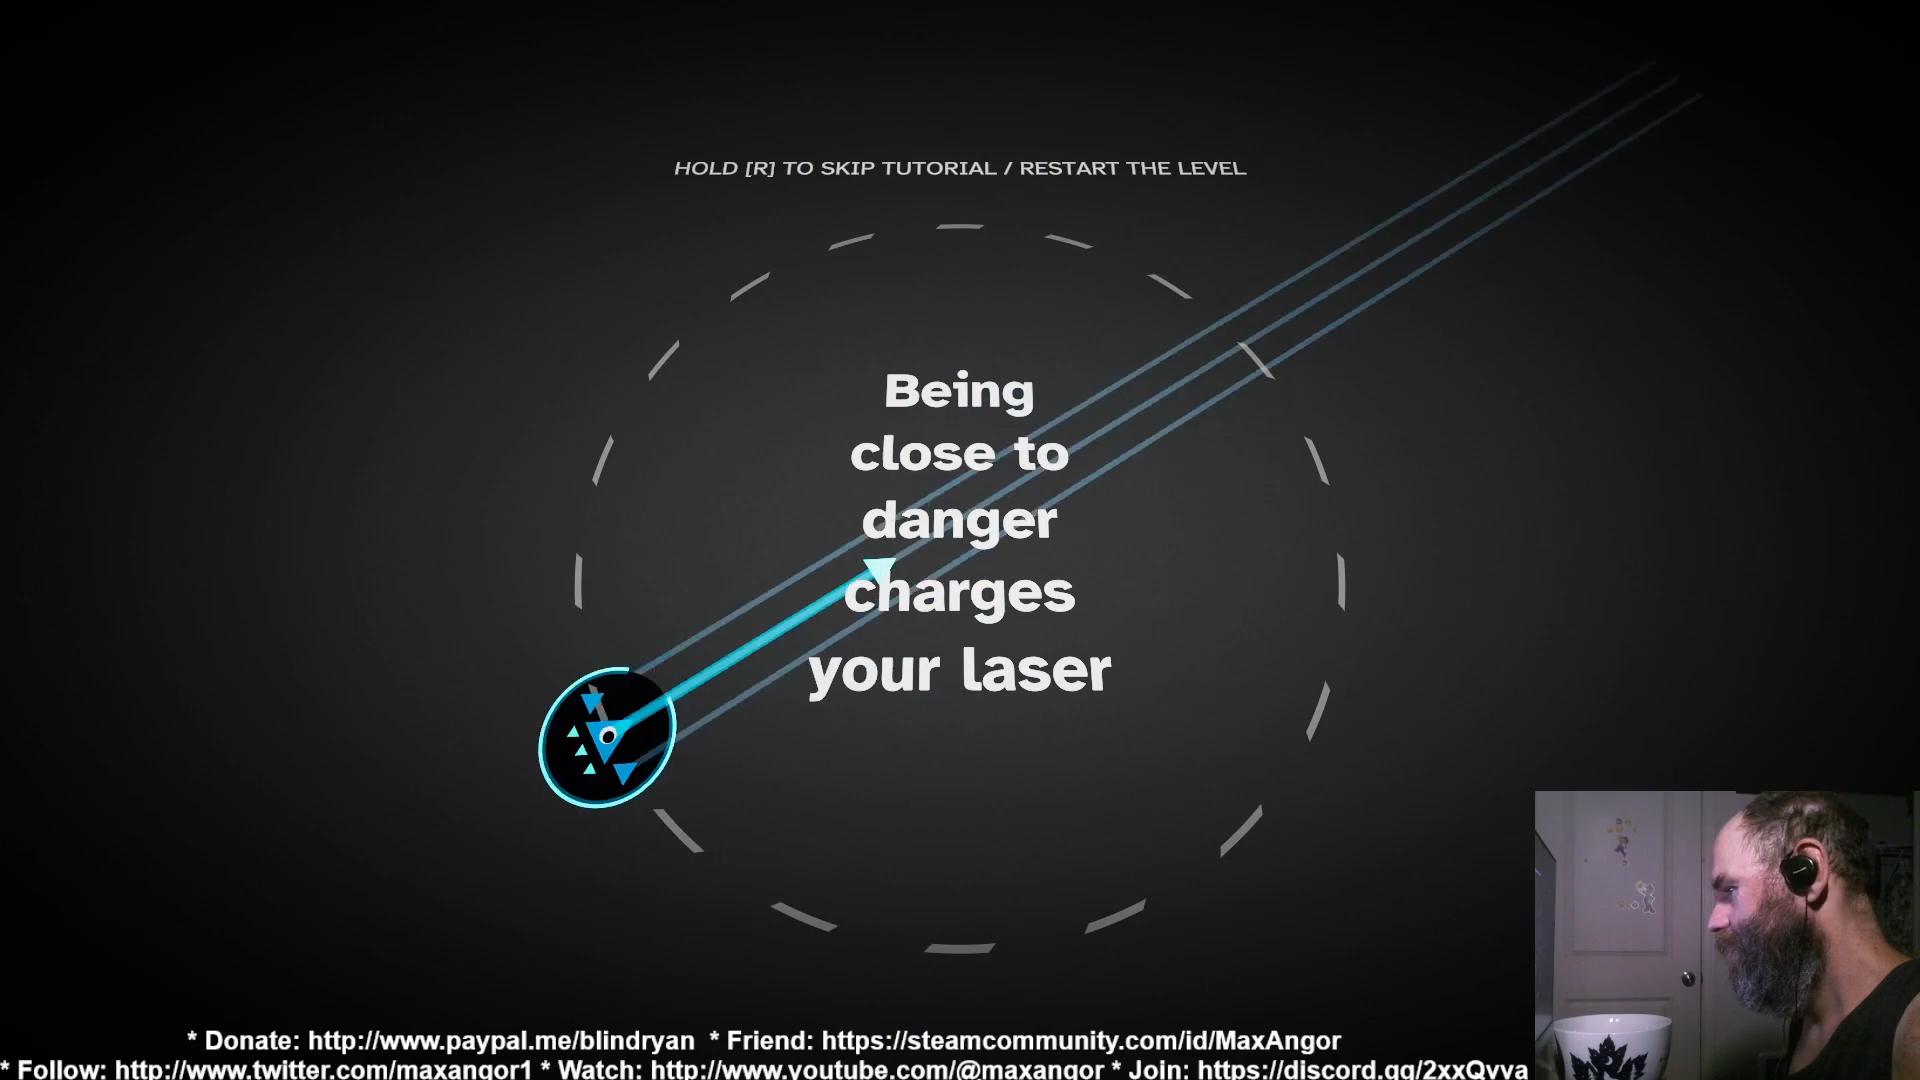 HOLD [R] TO SKIP TUTORIAL / RESTART THE LEVEL
Being
close to
danger
charges
your laser
* Donate: http://www.paypal.me/blindryan * Friend: https://steamcommunity.com/id/MaxAngor
* Follow: http://www.twitter.com/maxangor1 * Watch: http://www.youtube.com/@maxangor * Join: https://discord.gg/2xxQvva